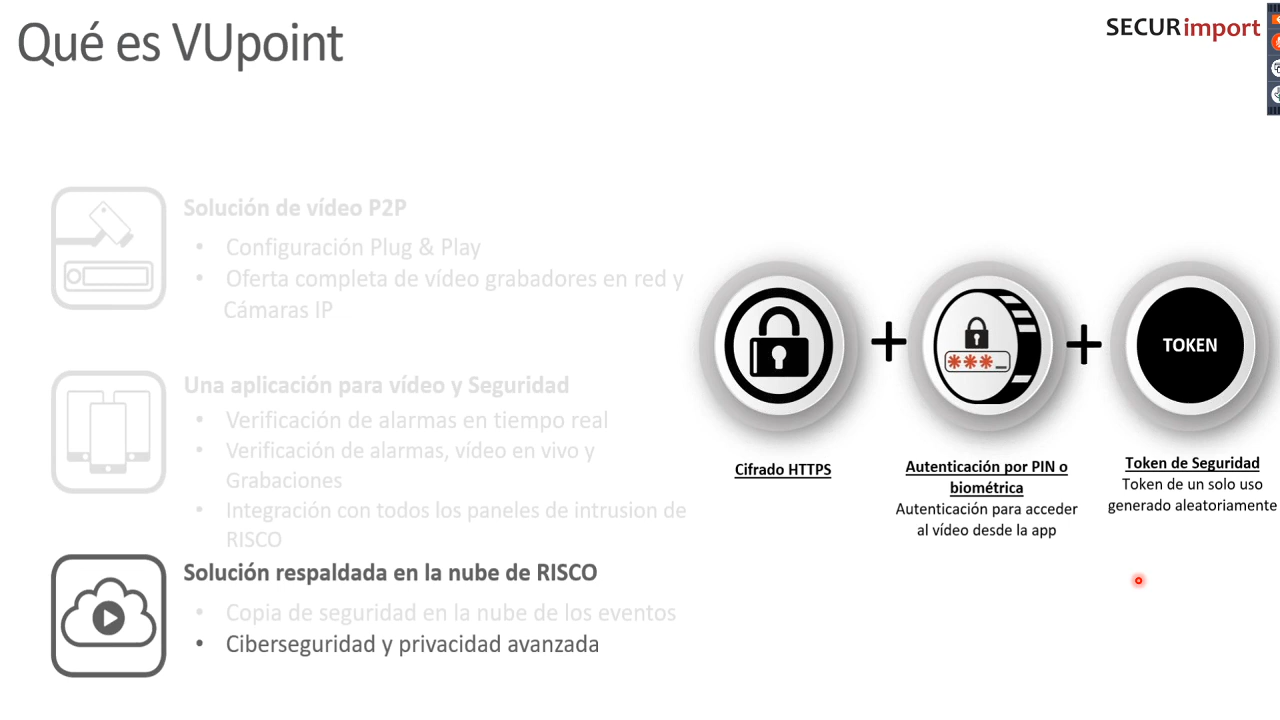 Qué es VUpoint
SECURimport
Solución de vídeo P2P
• Configuración Plug & Play
• Oferta completa de vídeo grabadores en red y
Cámaras IP
Una aplicación para vídeo y Seguridad
• Verificación de alarmas en tiempo real
• Verificación de alarmas, vídeo en vivo y
Grabaciones
• Integración con todos los paneles de intrusion de
RISCO
Solución respaldada en la nube de RISCO
• Copia de seguridad en la nube de los eventos
• Ciberseguridad y privacidad avanzada
***_
TOKEN
Cifrado HTTPS
Autenticación por PIN o
biométrica
Autenticación para acceder
al vídeo desde la app
Token de Seguridad
Token de un solo uso
generado aleatoriamente